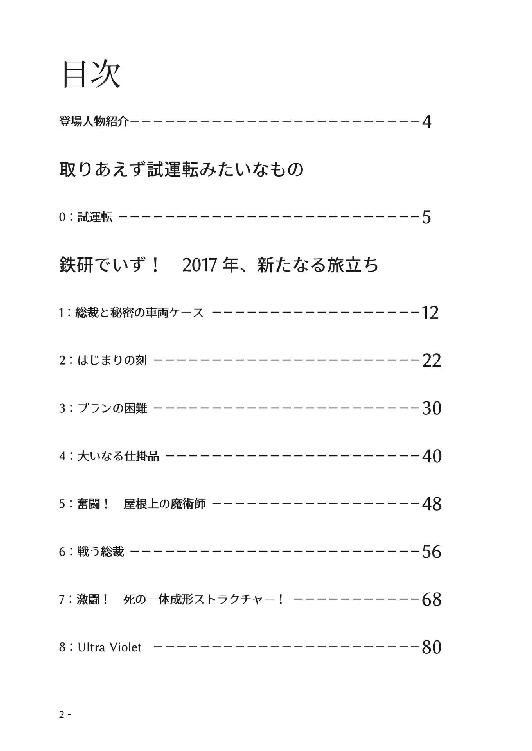 目次
登場人物紹介−−−−−−−−−−−−−−−−−−−−−−−−−4
取りあえず試運転みたいなもの
0：試運転 −−−−−−−−−−−−−−−−−−−−−−−−−−5
鉄研でいず！　2017 年、新たなる旅立ち
1：総裁と秘密の車両ケース −−−−−−−−−−−−−−−−−−12
2：はじまりの刻 −−−−−−−−−−−−−−−−−−−−−−−22
3：プランの困難 −−−−−−−−−−−−−−−−−−−−−−−30
4：大いなる仕掛品 −−−−−−−−−−−−−−−−−−−−−−40
5：奮闘！　屋根上の魔術師 −−−−−−−−−−−−−−−−−−48
6：戦う総裁 −−−−−−−−−−−−−−−−−−−−−−−−−56
7：激闘！　死の一体成形ストラクチャー！ −−−−−−−−−−−68
8：Ultra Violet −−−−−−−−−−−−−−−−−−−−−−−80
2 -